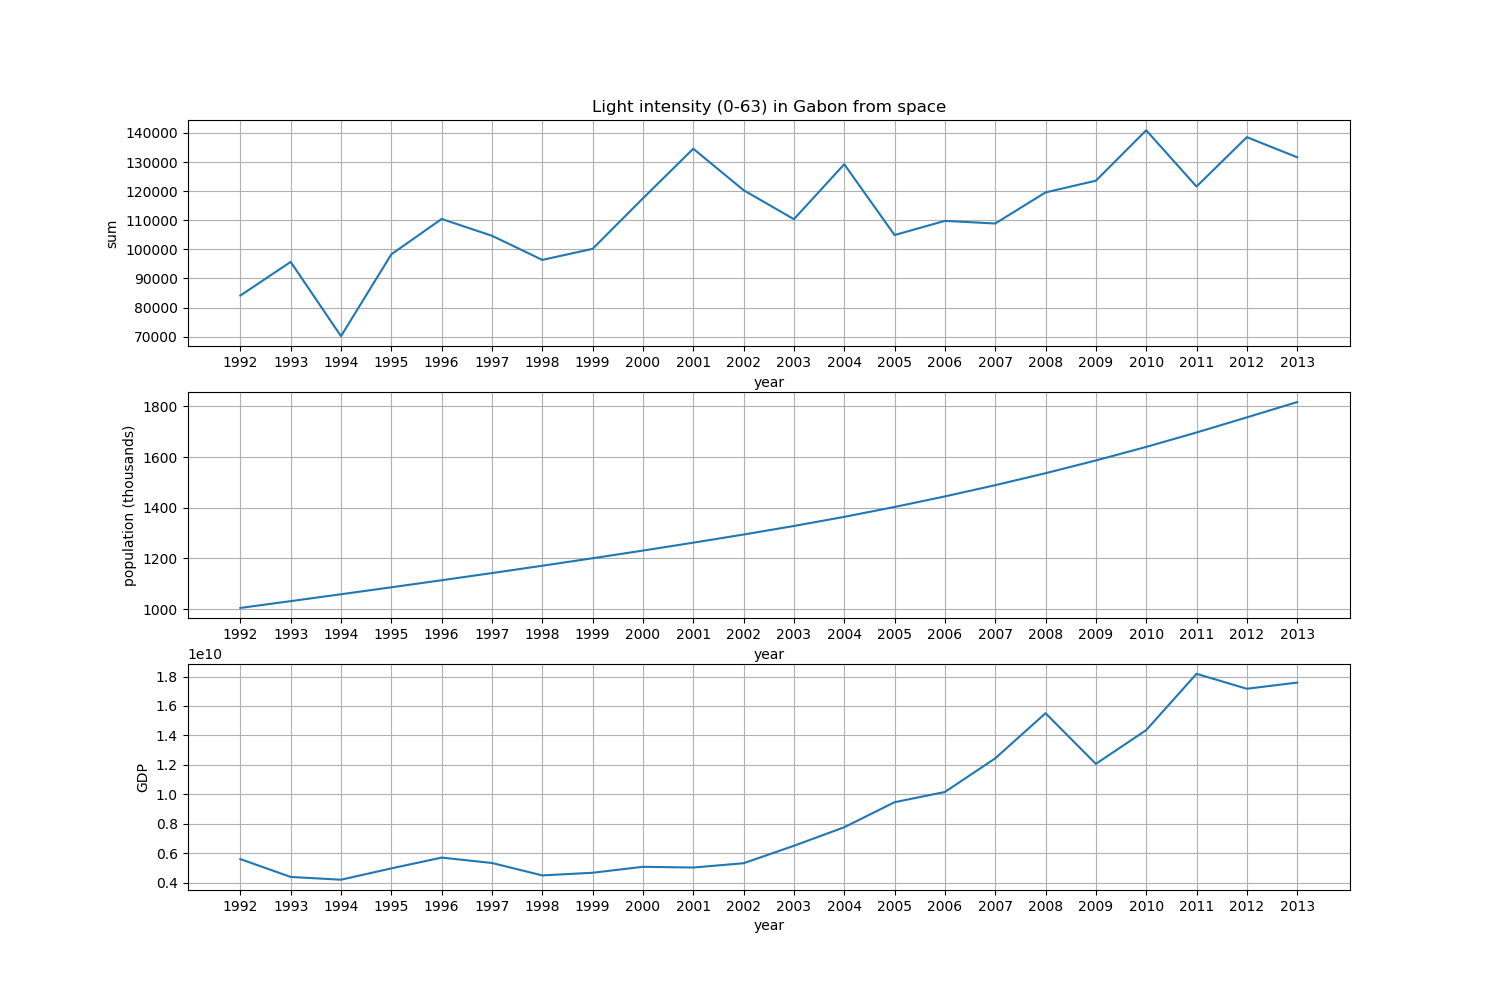 Light intensity (0-63) in Gabon from space
140000
130000
120000
110000
100000
90000
80000
70000
sum
1992 1993 1994 1995 1996 1997 1998 1999 2000 2001 2002 2003 2004 2005 2006 2007 2008 2009 2010 2011 2012 2013
year
1800
1600
1400
1200
1000
population (thousands)
1992 1993 1994 1995 1996 1997 1998 1999 2000 2001 2002 2003 2004 2005 2006 2007 2008 2009 2010 2011 2012 2013
year
1e10
1.8
1.6
1.4
1.2
1.0
0.8
0.6
0.4
GDP
1992 1993 1994 1995 1996 1997 1998 1999 2000 2001 2002 2003 2004 2005 2006 2007 2008 2009 2010 2011 2012 2013
year